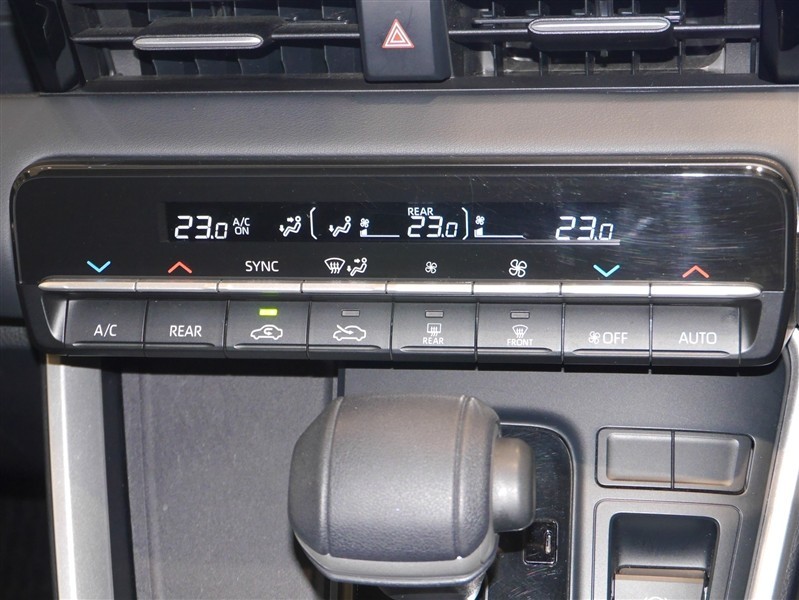 REAR
23.0 A/C ON 23.0 23.0
SYNC
A/C REAR OFF AUTO
REAR FRONT